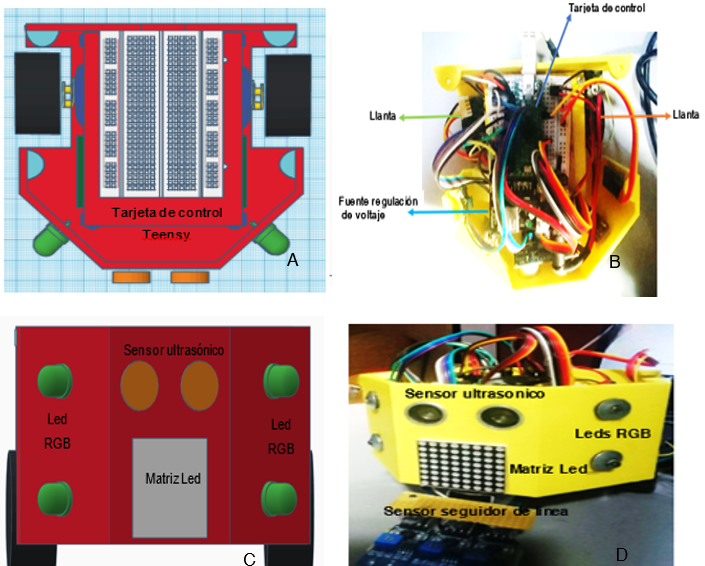 Tarjeta de control
Teensy
A
Tarjeta de control
Llanta
Llanta
Fuente regulación
de voltaje
B
Sensor ultrasónico
Led
RGB
Led
RGB
Matriz Led
C
Sensor ultrasonico
Leds RGB
Matriz Led
Sensor seguidor de linea
D